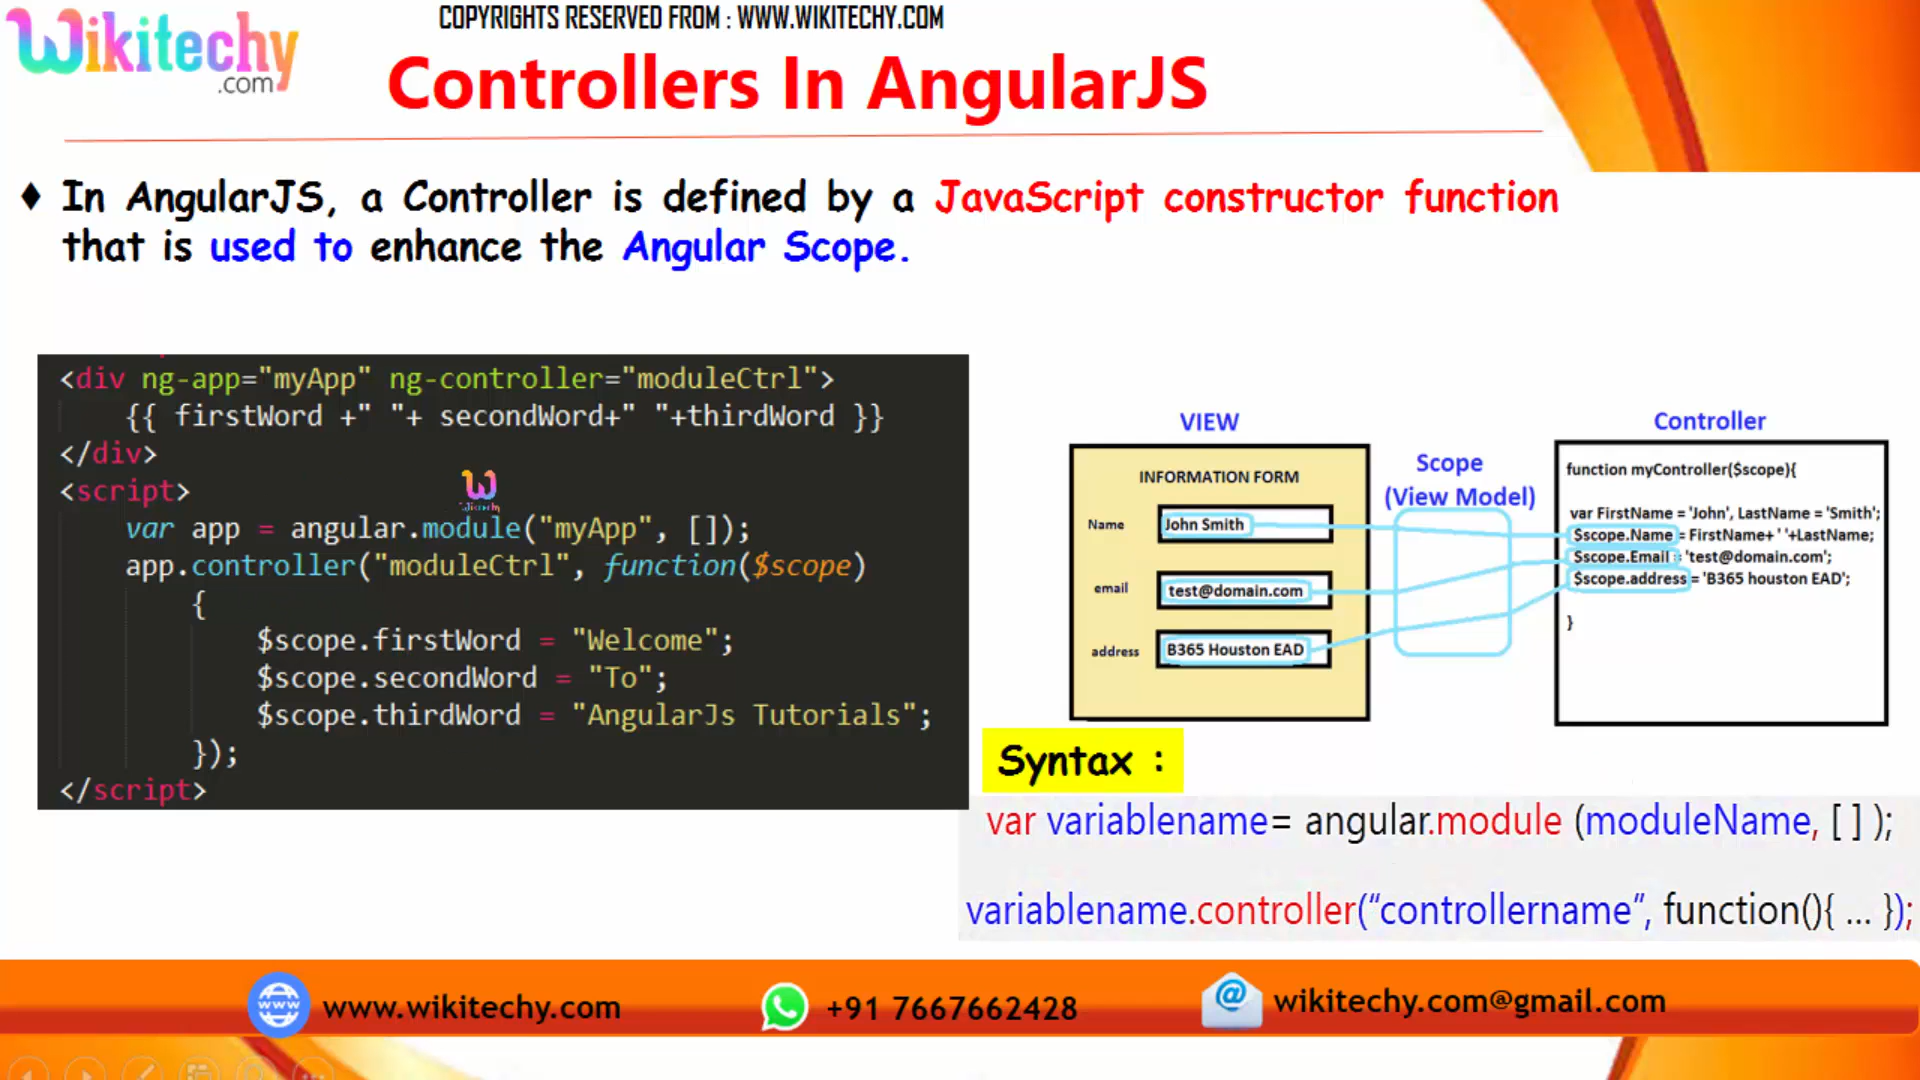 Wikitechy
.com
COPYRIGHTS RESERVED FROM : WWW.WIKITECHY.COM
Controllers In AngularJS
♦ In AngularJS, a Controller is defined by a JavaScript constructor function
that is used to enhance the Angular Scope.
<div ng-app="myApp" ng-controller="moduleCtrl">
{{ firstWord +" "+ secondWord+" "+thirdWord }}
</div>
<script>
var app = angular.module("myApp", []);
app.controller("moduleCtrl", function($scope)
{
$scope.firstWord = "Welcome";
$scope.secondWord = "To";
$scope.thirdWord = "AngularJs Tutorials";
});
</script>
VIEW
INFORMATION FORM
Name John Smith
email test@domain.com
address B365 Houston EAD
Scope
(View Model)
Controller
function myController($scope){
var FirstName = 'John', LastName = 'Smith';
$scope.Name = FirstName+ ' '+LastName;
$scope.Email = 'test@domain.com';
$scope.address = 'B365 houston EAD';
}
Syntax :
var variablename= angular.module (moduleName, [ ] );
variablename.controller(“controllername”, function(){ ... });
www.wikitechy.com
+91 7667662428
wikitechy.com@gmail.com